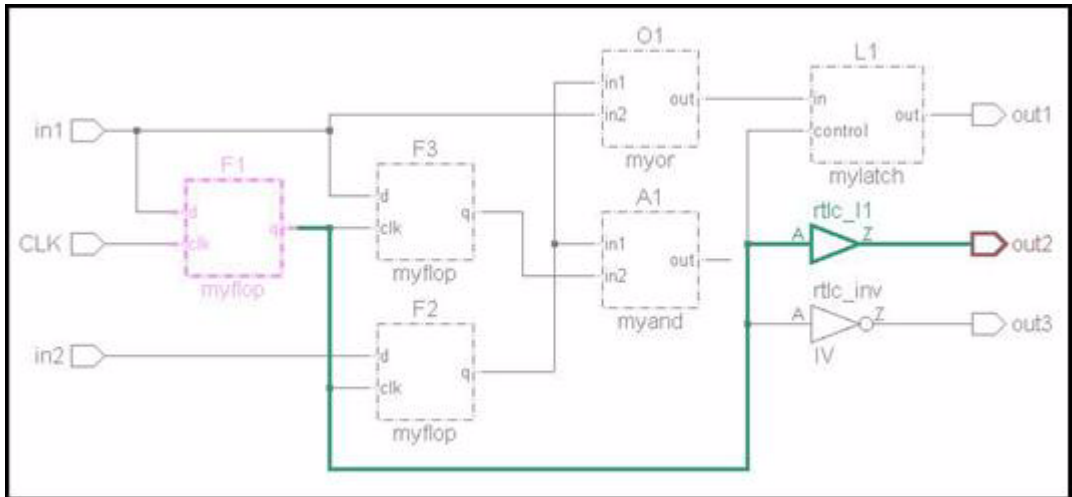 O1
in1
in2
out
myor
L1
in
control
out
mylatch
out1
in1
F1
d
clk
q
myflop
CLK
F3
d
clk
q
myflop
A1
in1
in2
out
myand
rtlc_I1
A
Z
out2
in2
F2
d
clk
q
myflop
rtlc_inv
A
Z
IV
out3